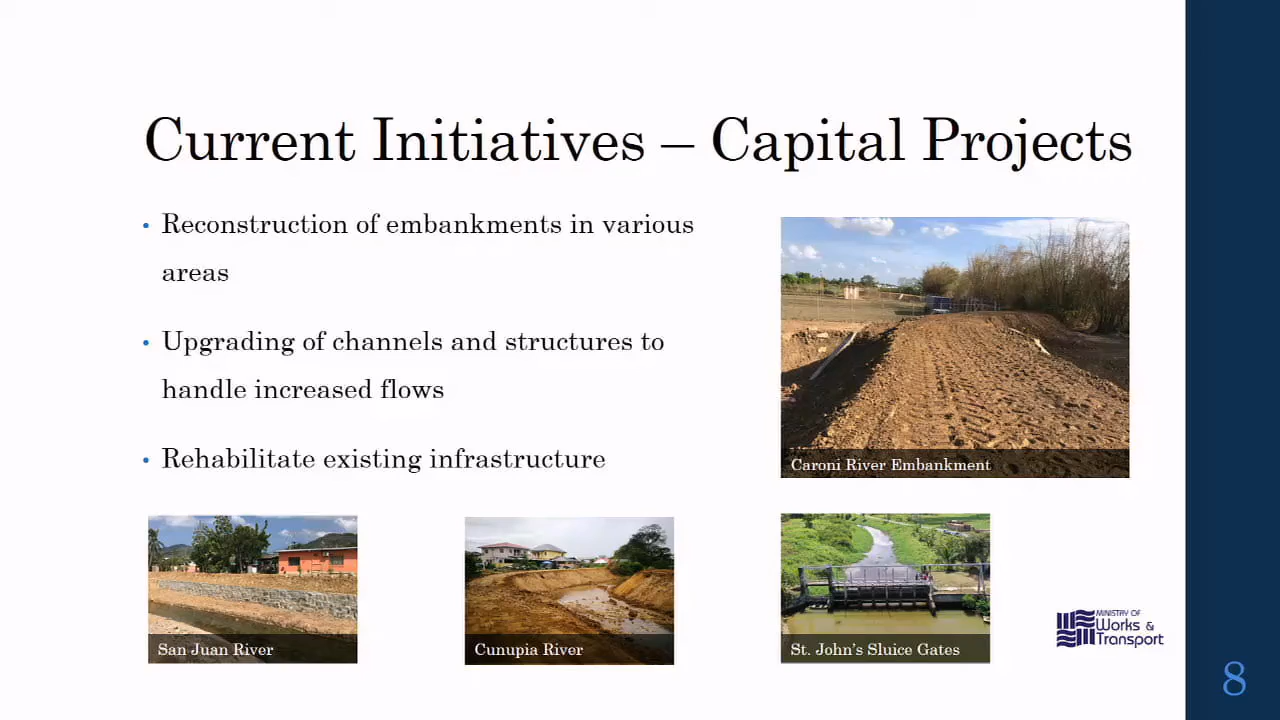 Current Initiatives – Capital Projects
• Reconstruction of embankments in various
areas
• Upgrading of channels and structures to
handle increased flows
• Rehabilitate existing infrastructure
Caroni River Embankment
San Juan River
Cunupia River
St. John's Sluice Gates
MINISTRY OF
Works &
Transport
8